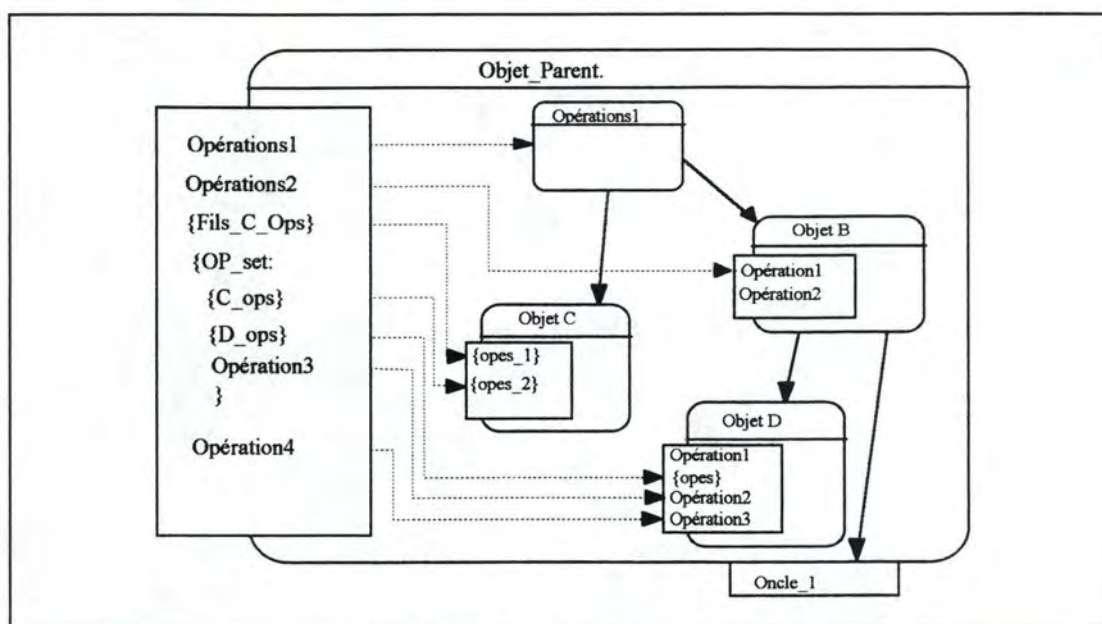 Objet_Parent.
Opérations1
Opérations2
{Fils_C_Ops}
{OP_set:
{C_ops}
{D_ops}
Opération3
}
Opération4
Opérations1
Objet B
Opération1
Opération2
Objet C
{opes_1}
{opes_2}
Objet D
Opération1
{opes}
Opération2
Opération3
Oncle_1